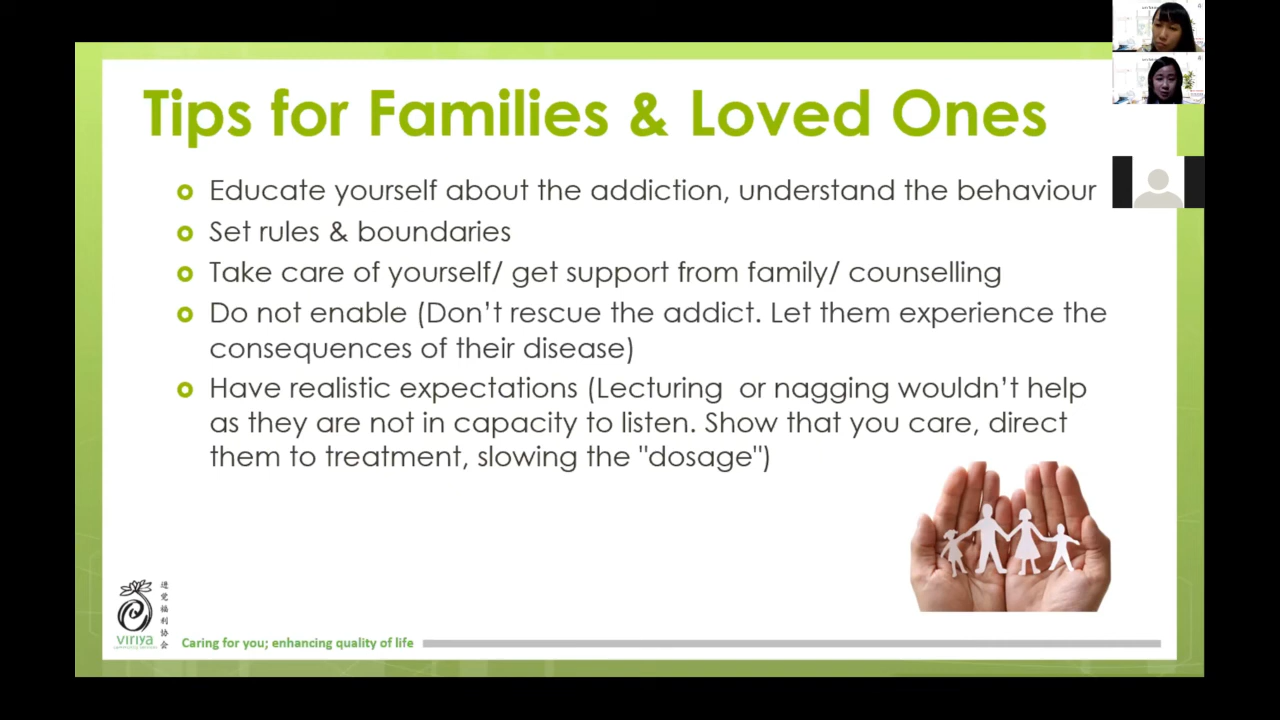 Tips for Families & Loved Ones
Educate yourself about the addiction, understand the behaviour
Set rules & boundaries
Take care of yourself/ get support from family/ counselling
Do not enable (Don’t rescue the addict. Let them experience the
consequences of their disease)
Have realistic expectations (Lecturing  or nagging wouldn’t help
as they are not in capacity to listen. Show that you care, direct
them to treatment, slowing the "dosage")
viriya
community services
进
觉
福
利
协
会
Caring for you; enhancing quality of life